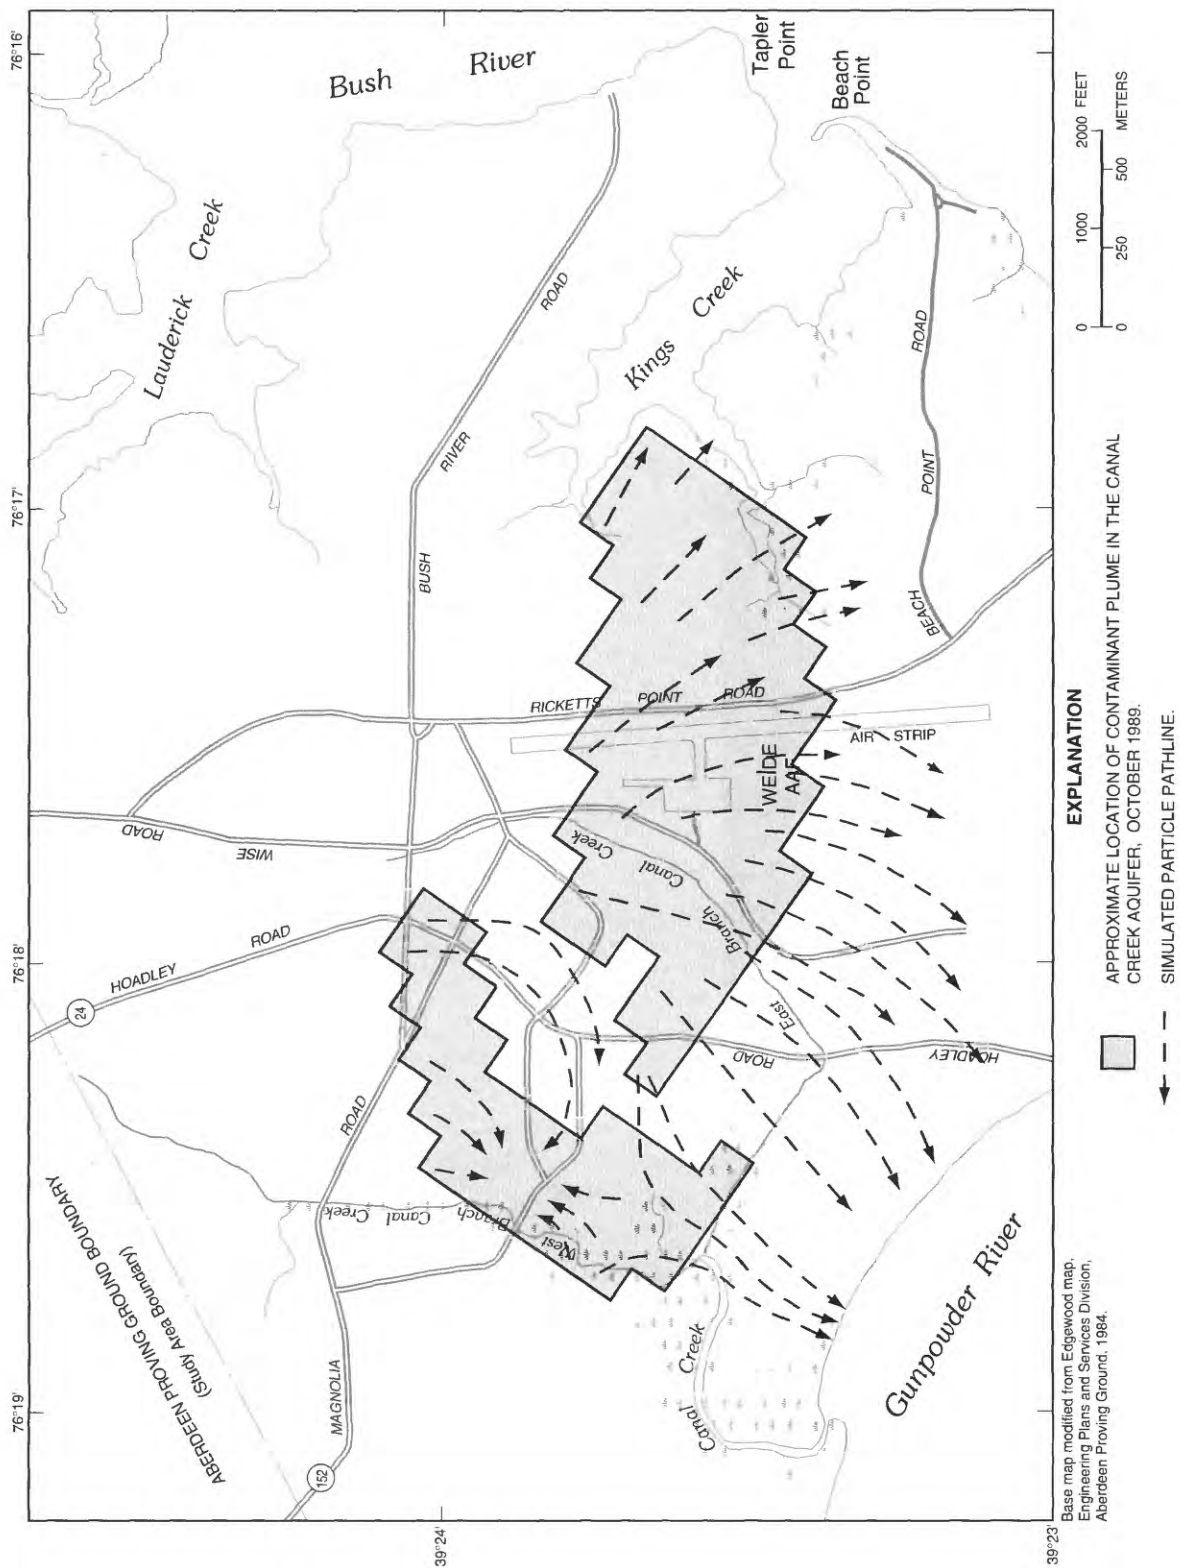 76°16'
76°17'
76°18'
76°19'
39°24'
39°23'
Bush River
Lauderick Creek
Kings Creek
Tapler
Point
Beach
Point
BUSH RIVER ROAD
BEACH POINT ROAD
RICKETTS POINT ROAD
AIR STRIP
WEIDE
AAF
WISE ROAD
HOADLEY ROAD
24
East Branch Canal Creek
HOADLEY ROAD
MAGNOLIA ROAD
152
West Branch Canal Creek
Canal Creek
Gunpowder River
ABERDEEN PROVING GROUND BOUNDARY
(Study Area Boundary)
Base map modified from Edgewood map,
Engineering Plans and Services Division,
Aberdeen Proving Ground, 1984.
0 1000 2000 FEET
0 250 500 METERS
EXPLANATION
APPROXIMATE LOCATION OF CONTAMINANT PLUME IN THE CANAL
CREEK AQUIFER, OCTOBER 1989.
SIMULATED PARTICLE PATHLINE.